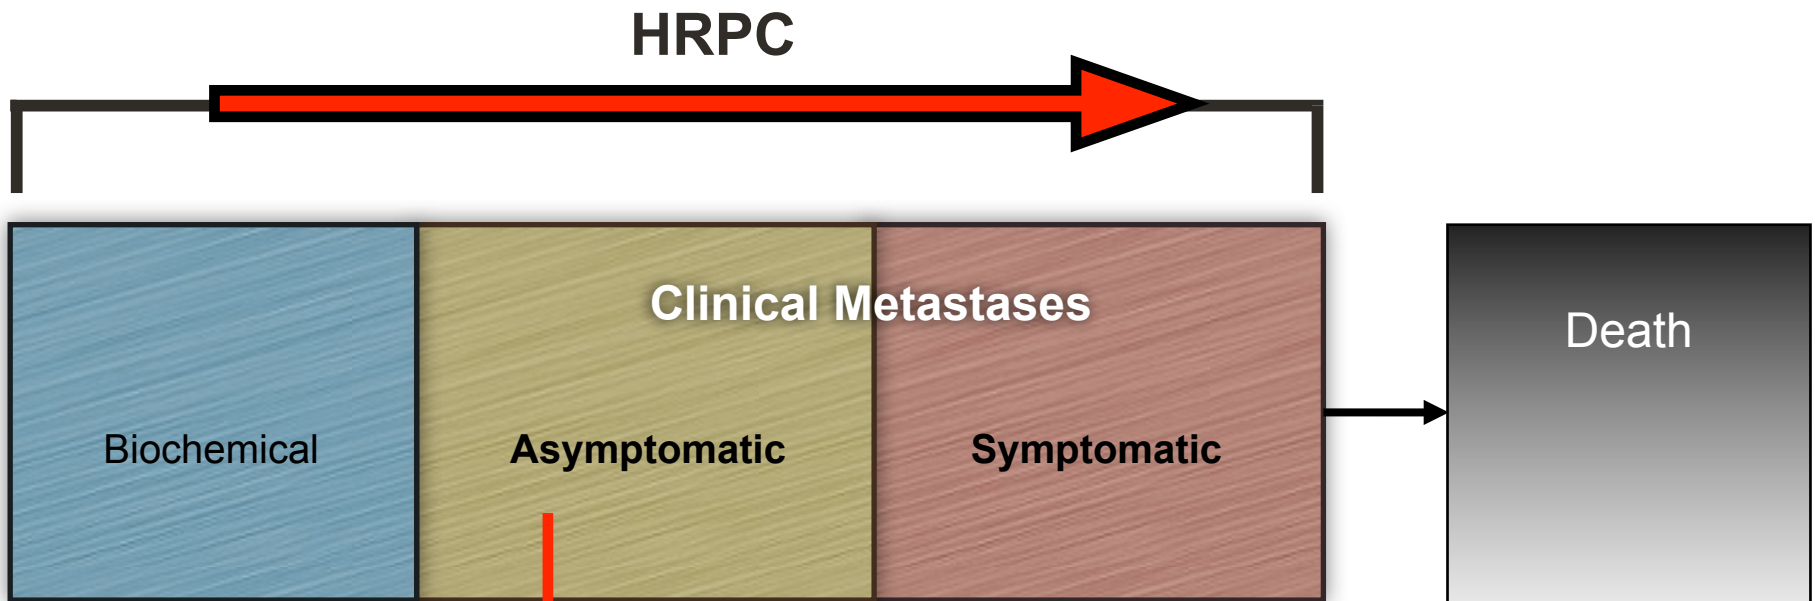 HRPC
Clinical Metastases
Death
Biochemical
Asymptomatic
Symptomatic